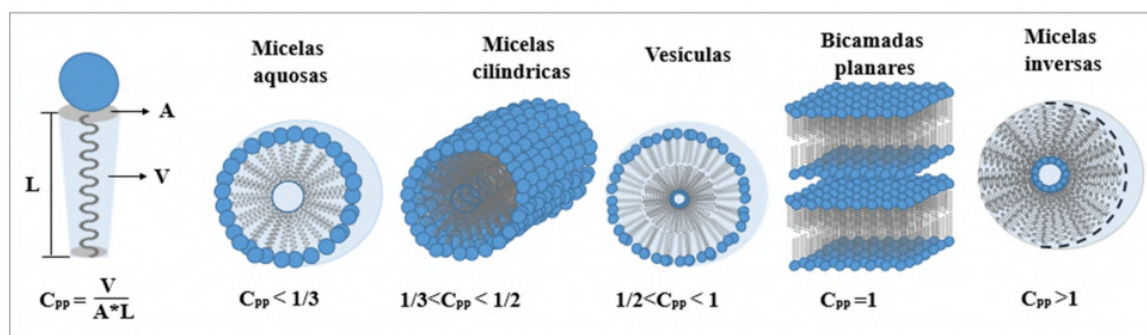 Micelas
aquosas
Micelas
cilíndricas
Vesículas
Bicamadas
planares
Micelas
inversas
A
L
V
Cₚₚ = V
A*L
Cₚₚ < 1/3
1/3<Cₚₚ < 1/2
1/2<Cₚₚ < 1
Cₚₚ =1
Cₚₚ >1